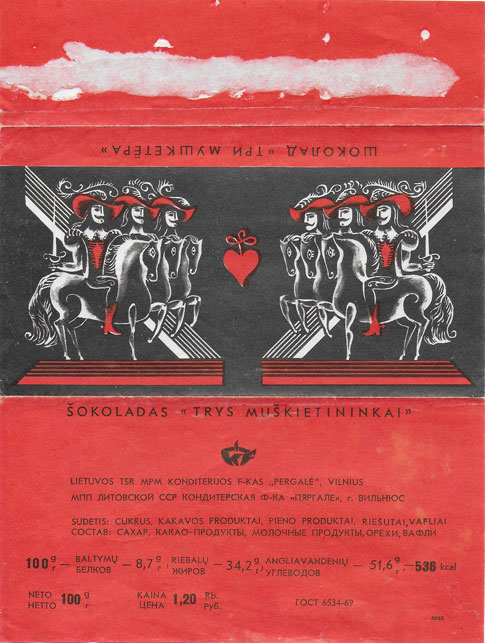 ШОКОЛАД «ТРИ МУШКЕТЁРА»
ŠOKOLADAS «TRYS MUŠKIETININKAI»
LIETUVOS TSR MPM KONDITERIJOS F-KAS „PERGALĖ", VILNIUS
МПП ЛИТОВСКОЙ ССР КОНДИТЕРСКАЯ Ф-КА «ПЯРГАЛЕ», г. ВИЛЬНЮС
SUDĖTIS: CUKRUS, KAKAVOS PRODUKTAI, PIENO PRODUKTAI, RIEŠUTAI, VAFLIAI
СОСТАВ: САХАР, КАКАО-ПРОДУКТЫ, МОЛОЧНЫЕ ПРОДУКТЫ, ОРЕХИ, ВАФЛИ
100 g/г — BALTYMŲ/БЕЛКОВ — 8,7 g/г, RIEBALŲ/ЖИРОВ — 34,2 g/г, ANGLIAVANDENIŲ/УГЛЕВОДОВ — 51,6 g/г — 536 kcal
NETO/НЕТТО 100 g/г KAINA/ЦЕНА 1,20 Rb./Руб. ГОСТ 6534-69